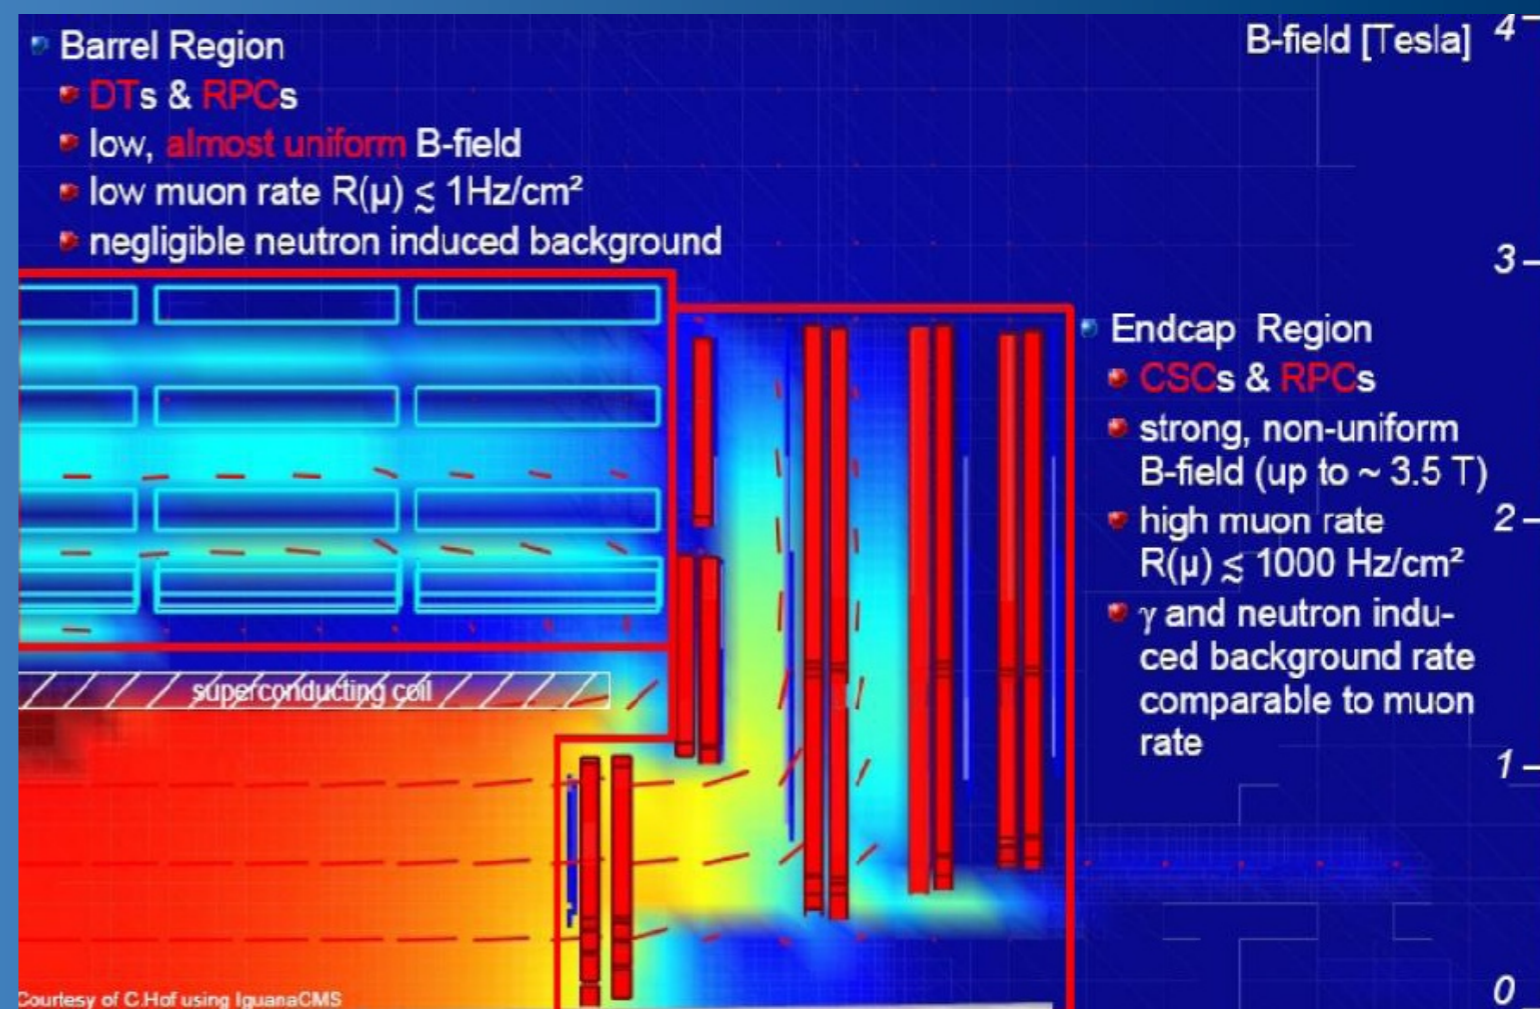 Barrel Region
DTs & RPCs
low, almost uniform B-field
low muon rate R(μ) ≲ 1Hz/cm²
negligible neutron induced background
B-field [Tesla]
4
3
2
1
0
Endcap Region
CSCs & RPCs
strong, non-uniform
B-field (up to ~ 3.5 T)
high muon rate
R(μ) ≲ 1000 Hz/cm²
γ and neutron indu-
ced background rate
comparable to muon
rate
superconducting coil
Courtesy of C.Hof using IguanaCMS